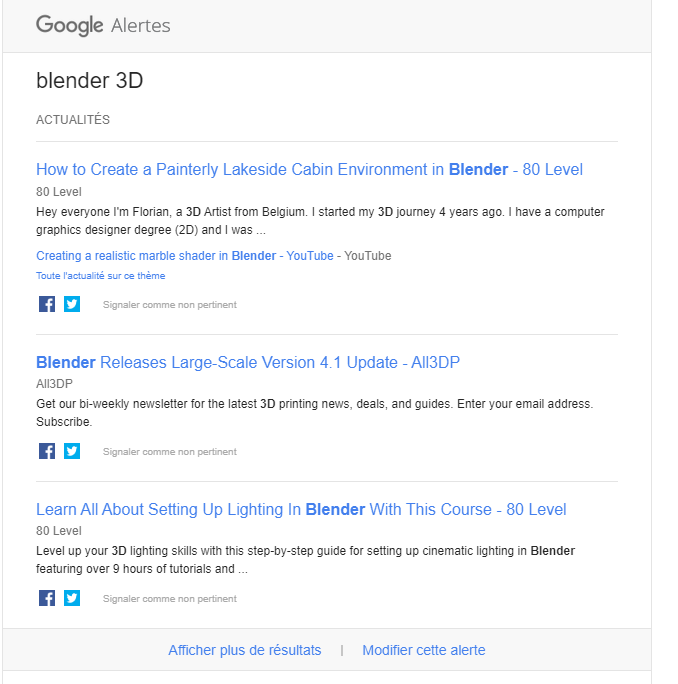 Google Alertes
blender 3D
ACTUALITÉS
How to Create a Painterly Lakeside Cabin Environment in Blender - 80 Level
80 Level
Hey everyone I'm Florian, a 3D Artist from Belgium. I started my 3D journey 4 years ago. I have a computer
graphics designer degree (2D) and I was ...
Creating a realistic marble shader in Blender - YouTube - YouTube
Toute l'actualité sur ce thème
Signaler comme non pertinent
Blender Releases Large-Scale Version 4.1 Update - All3DP
All3DP
Get our bi-weekly newsletter for the latest 3D printing news, deals, and guides. Enter your email address.
Subscribe.
Signaler comme non pertinent
Learn All About Setting Up Lighting In Blender With This Course - 80 Level
80 Level
Level up your 3D lighting skills with this step-by-step guide for setting up cinematic lighting in Blender
featuring over 9 hours of tutorials and ...
Signaler comme non pertinent
Afficher plus de résultats | Modifier cette alerte